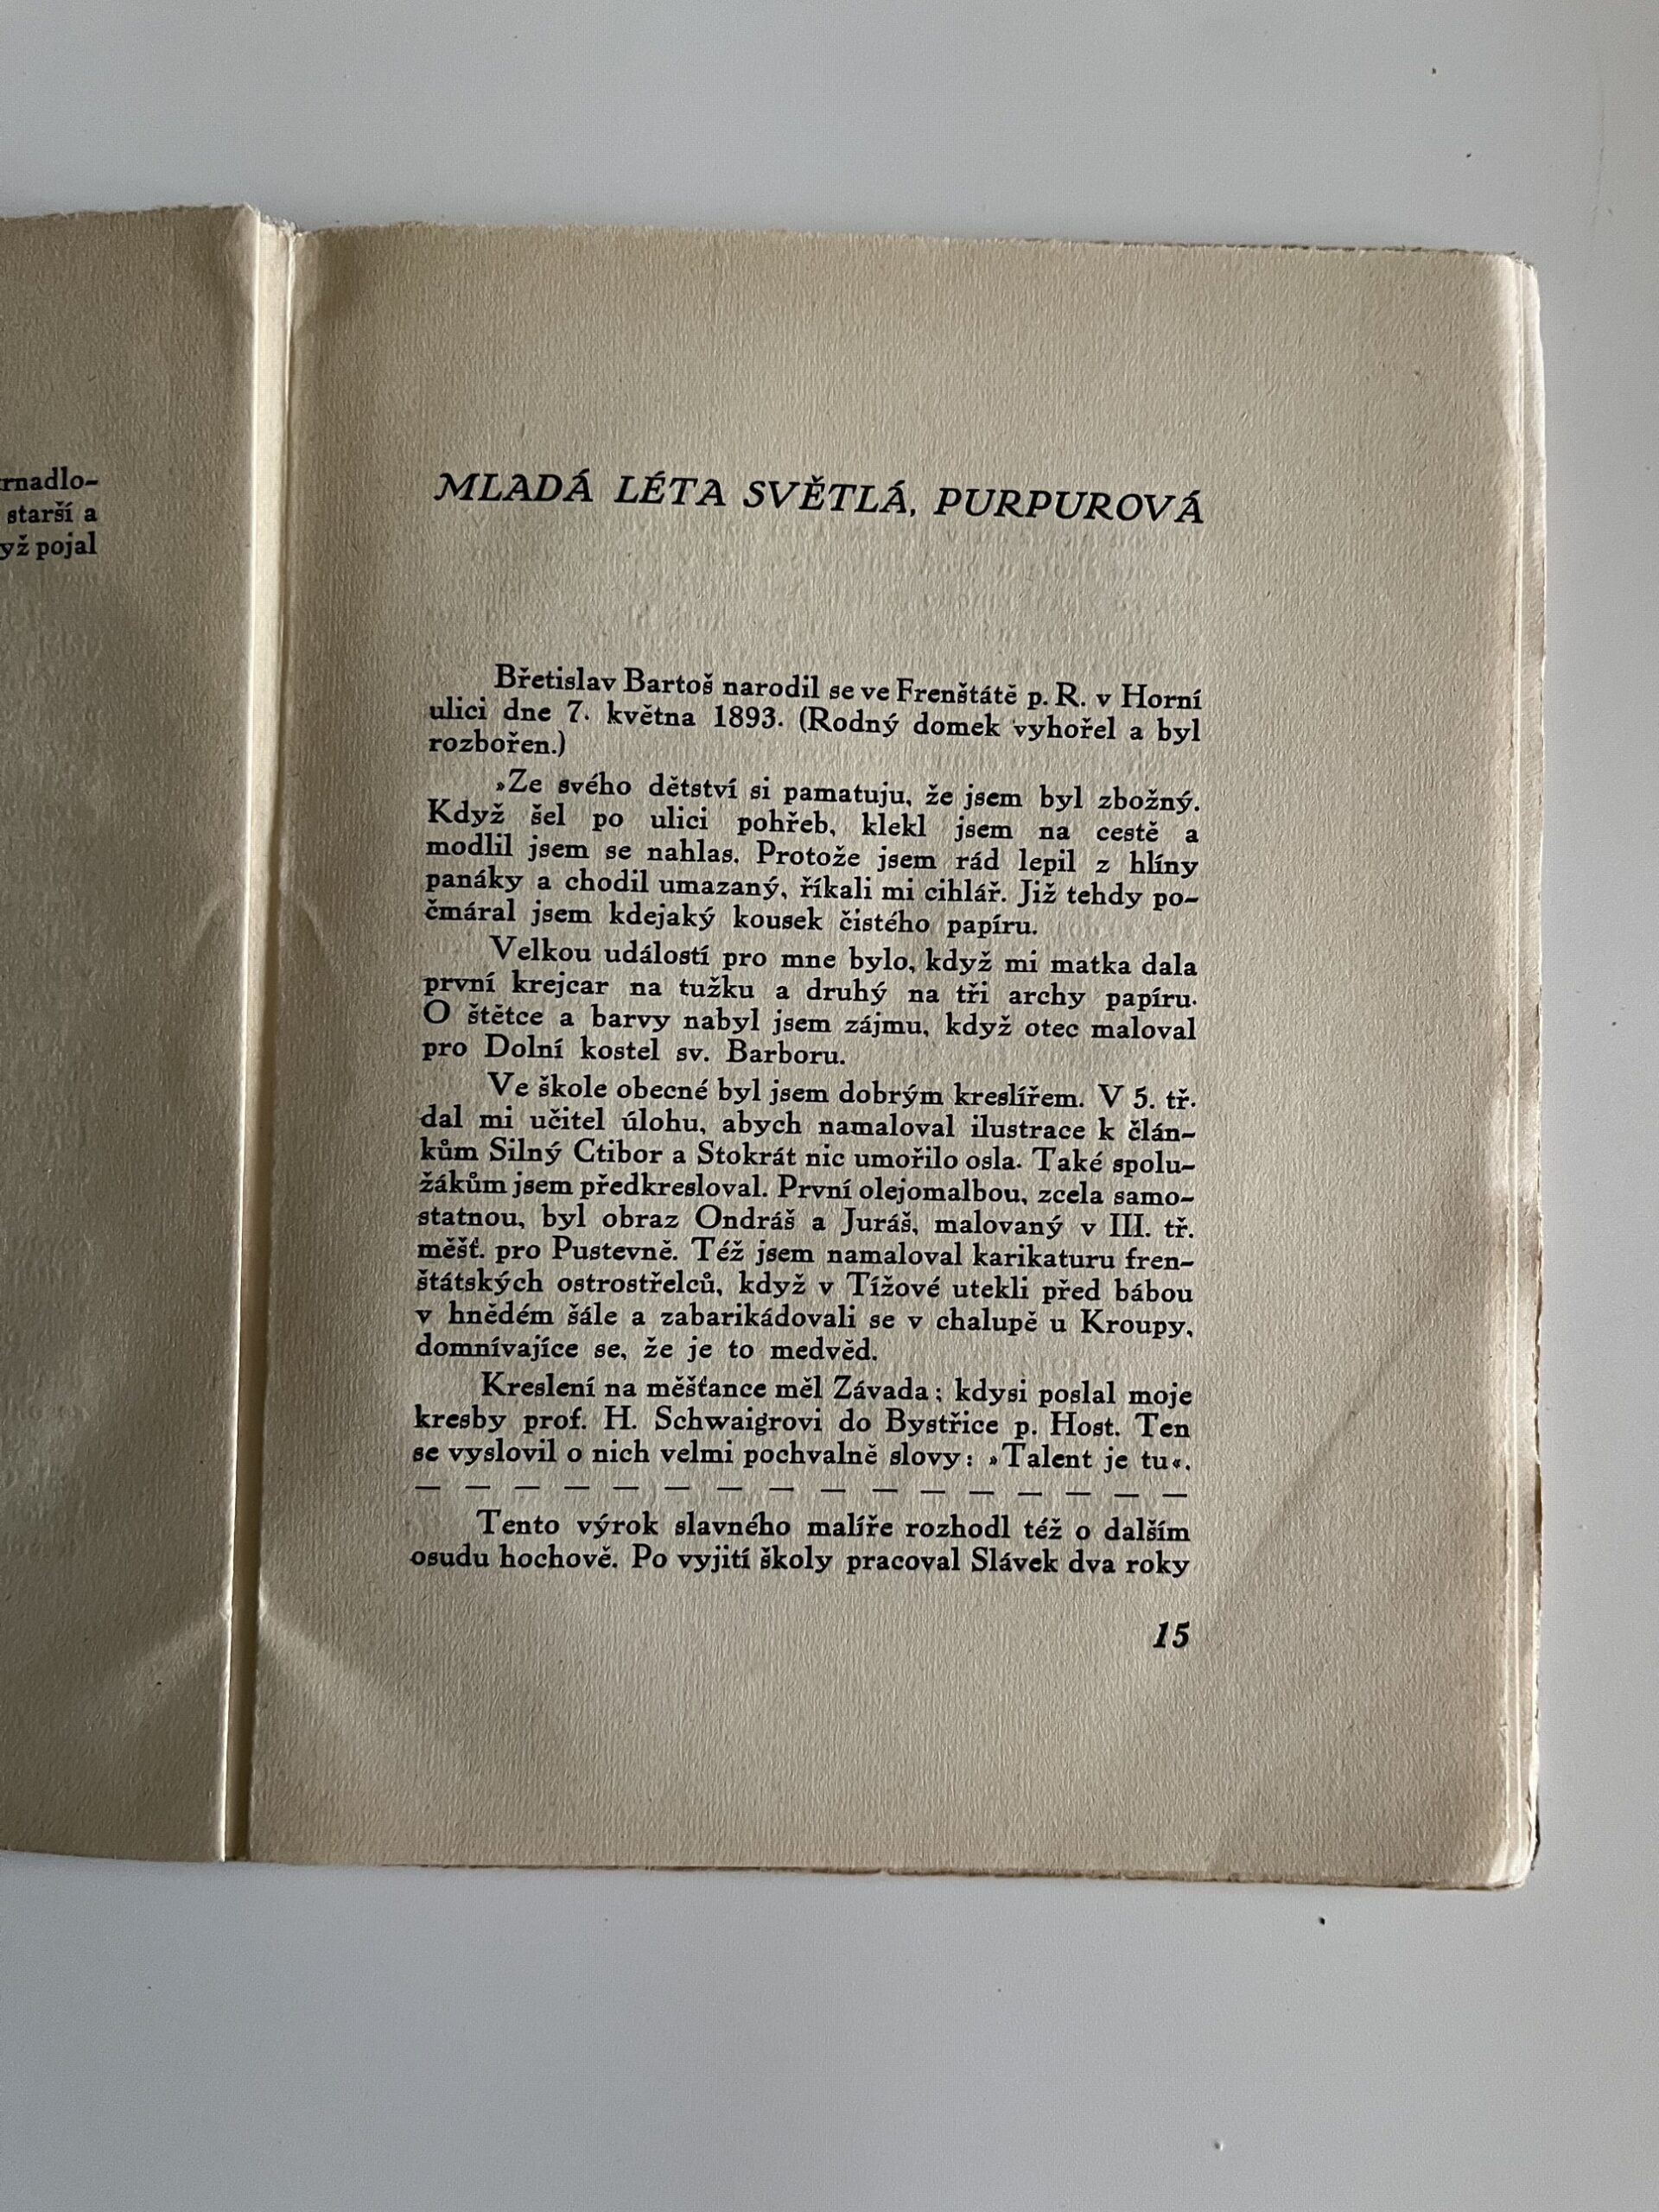 rnadlo-
starší a
yž pojal
MLADÁ LÉTA SVĚTLÁ, PURPUROVÁ
Břetislav Bartoš narodil se ve Frenštátě p. R. v Horní
ulici dne 7. května 1893. (Rodný domek vyhořel a byl
rozbořen.)
»Ze svého dětství si pamatuju, že jsem byl zbožný.
Když šel po ulici pohřeb, klekl jsem na cestě a
modlil jsem se nahlas. Protože jsem rád lepil z hlíny
panáky a chodil umazaný, říkali mi cihlář. Již tehdy po-
čmáral jsem kdejaký kousek čistého papíru.
Velkou událostí pro mne bylo, když mi matka dala
první krejcar na tužku a druhý na tři archy papíru.
O štětce a barvy nabyl jsem zájmu, když otec maloval
pro Dolní kostel sv. Barboru.
Ve škole obecné byl jsem dobrým kreslířem. V 5. tř.
dal mi učitel úlohu, abych namaloval ilustrace k člán-
kům Silný Ctibor a Stokrát nic umořilo osla. Také spolu-
žákům jsem předkresloval. První olejomalbou, zcela samo-
statnou, byl obraz Ondráš a Juráš, malovaný v III. tř.
měšť. pro Pustevně. Též jsem namaloval karikaturu fren-
štátských ostrostřelců, když v Tížové utekli před bábou
v hnědém šále a zabarikádovali se v chalupě u Kroupy,
domnívajíce se, že je to medvěd.
Kreslení na měšťance měl Závada; kdysi poslal moje
kresby prof. H. Schwaigrovi do Bystřice p. Host. Ten
se vyslovil o nich velmi pochvalně slovy: »Talent je tu«.
— — — — — — — — — — — — — — — —
Tento výrok slavného malíře rozhodl též o dalším
osudu hochově. Po vyjití školy pracoval Slávek dva roky
15